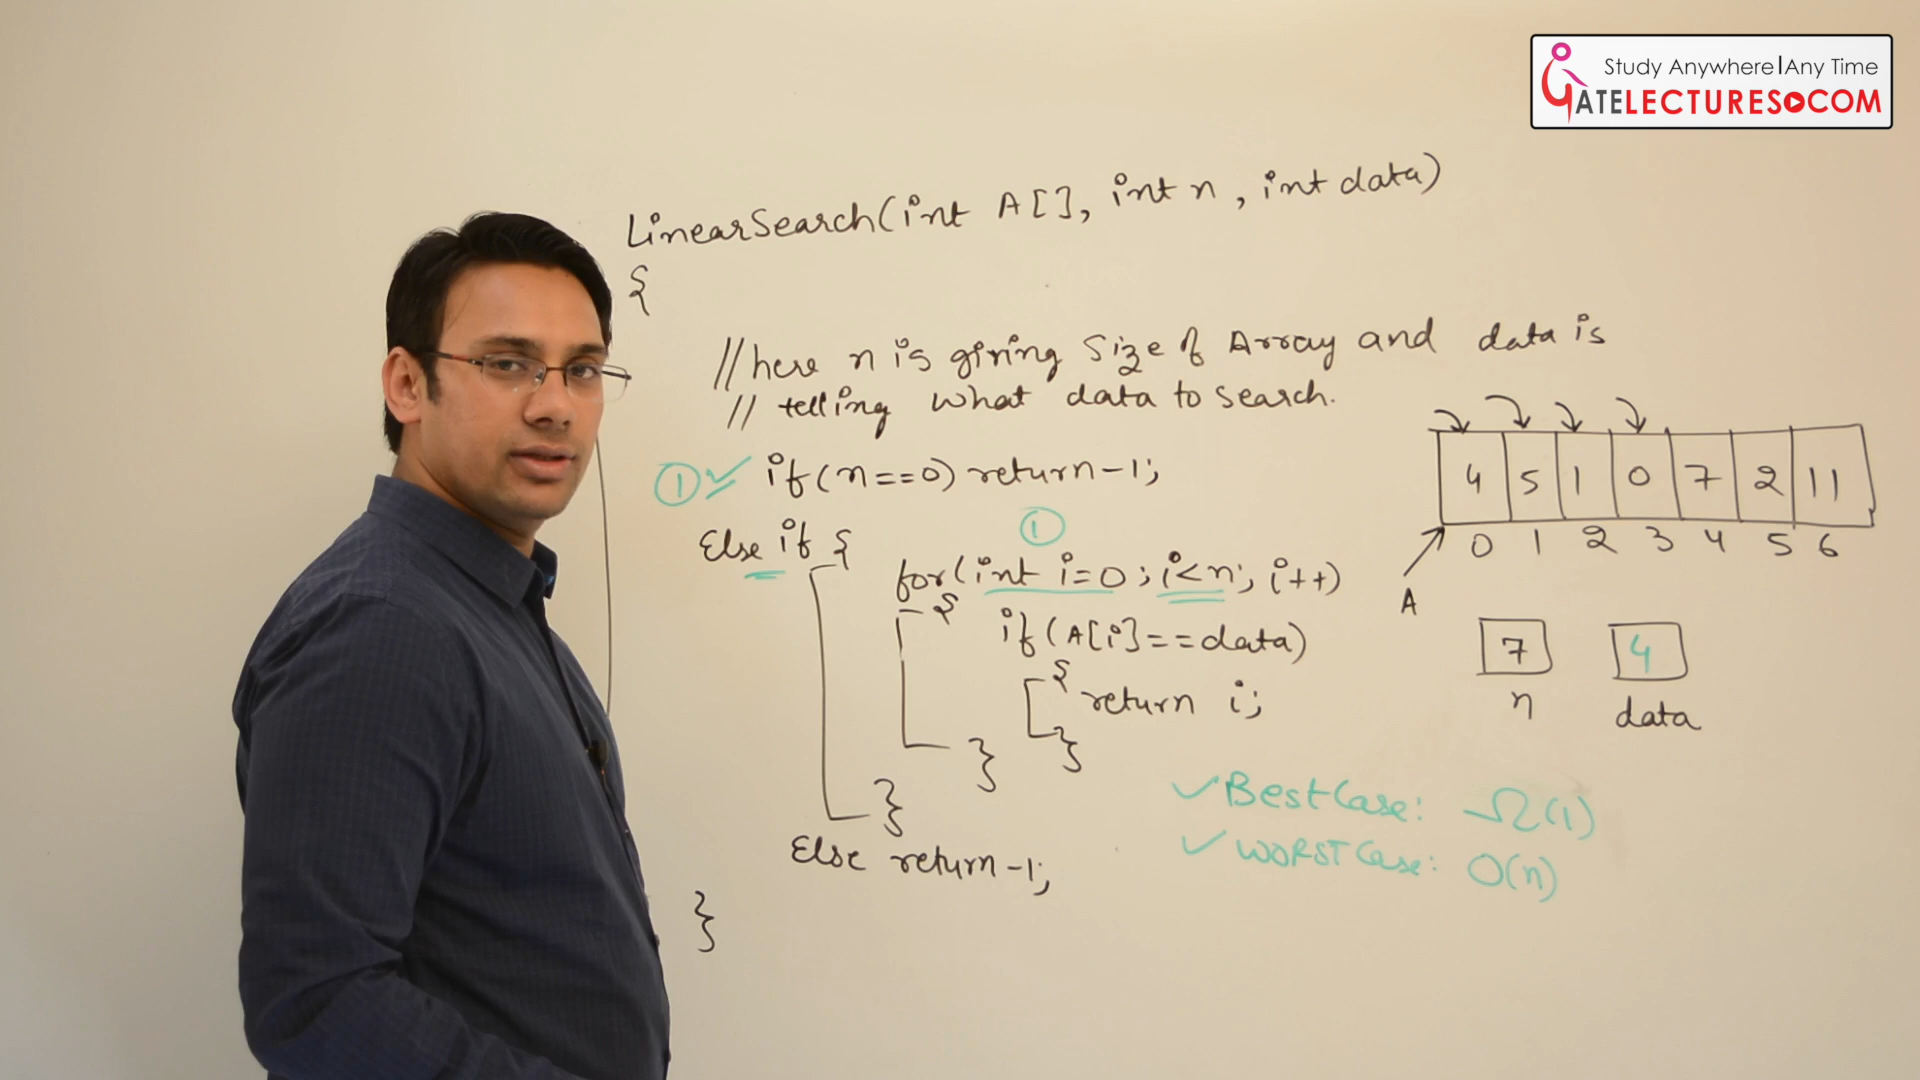 Study Anywhere|Any Time
GATELECTURES.COM
LinearSearch(int A[], int n, int data)
{
//here n is giving Size of Array and data is
// telling what data to search.
① if(n==0) return-1;
Else if {
①
for(int i=0; i<n; i++)
{
if(A[i]==data)
{
return i;
}
}
}
Else return-1;
}
4 5 1 0 7 2 11
0 1 2 3 4 5 6
A
7 4
n data
✓BestCase: Ω(1)
✓WORST Case: O(n)